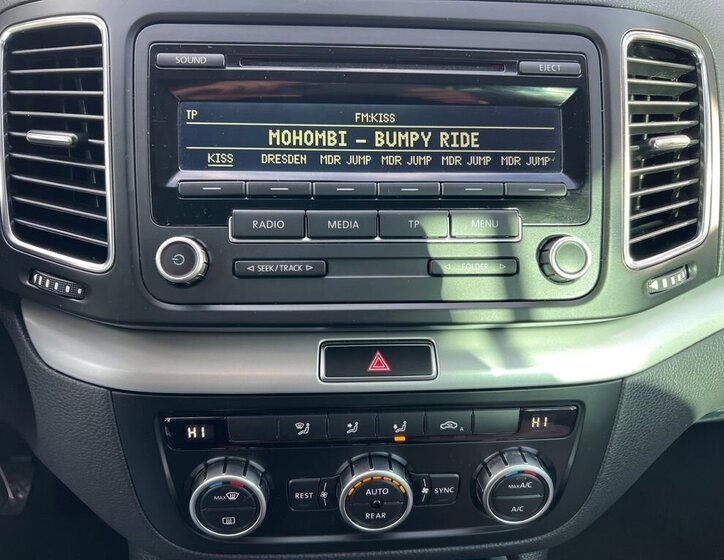 SOUND
EJECT
TP
FM:KISS
MOHOMBI - BUMPY RIDE
KISS DRESDEN MDR JUMP MDR JUMP MDR JUMP MDR JUMP
RADIO MEDIA TP MENU
SEEK/TRACK
FOLDER
HI
A
HI
MAX
REST
AUTO
REAR
SYNC
MAX A/C
A/C